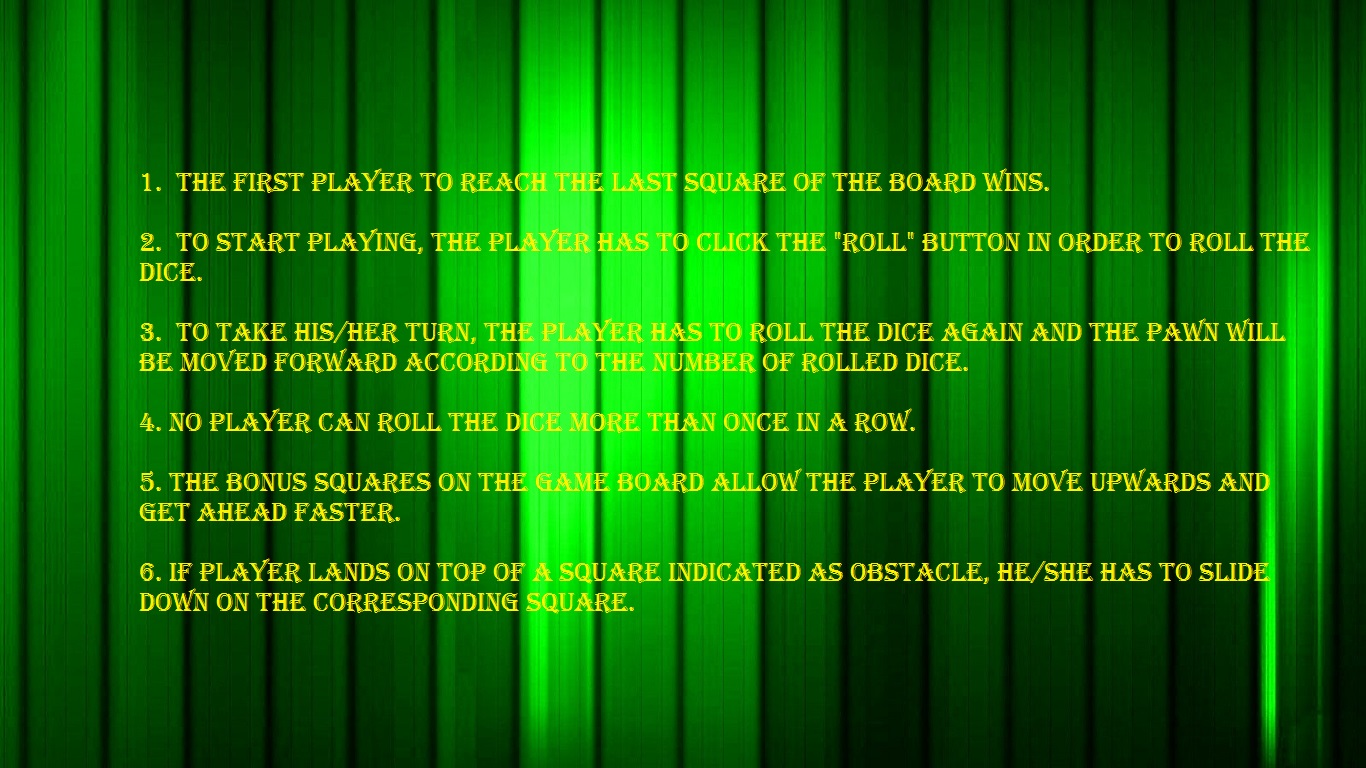 1. THE FIRST PLAYER TO REACH THE LAST SQUARE OF THE BOARD WINS.
2. TO START PLAYING, THE PLAYER HAS TO CLICK THE "ROLL" BUTTON IN ORDER TO ROLL THE
DICE.
3. TO TAKE HIS/HER TURN, THE PLAYER HAS TO ROLL THE DICE AGAIN AND THE PAWN WILL
BE MOVED FORWARD ACCORDING TO THE NUMBER OF ROLLED DICE.
4. NO PLAYER CAN ROLL THE DICE MORE THAN ONCE IN A ROW.
5. THE BONUS SQUARES ON THE GAME BOARD ALLOW THE PLAYER TO MOVE UPWARDS AND
GET AHEAD FASTER.
6. IF PLAYER LANDS ON TOP OF A SQUARE INDICATED AS OBSTACLE, HE/SHE HAS TO SLIDE
DOWN ON THE CORRESPONDING SQUARE.